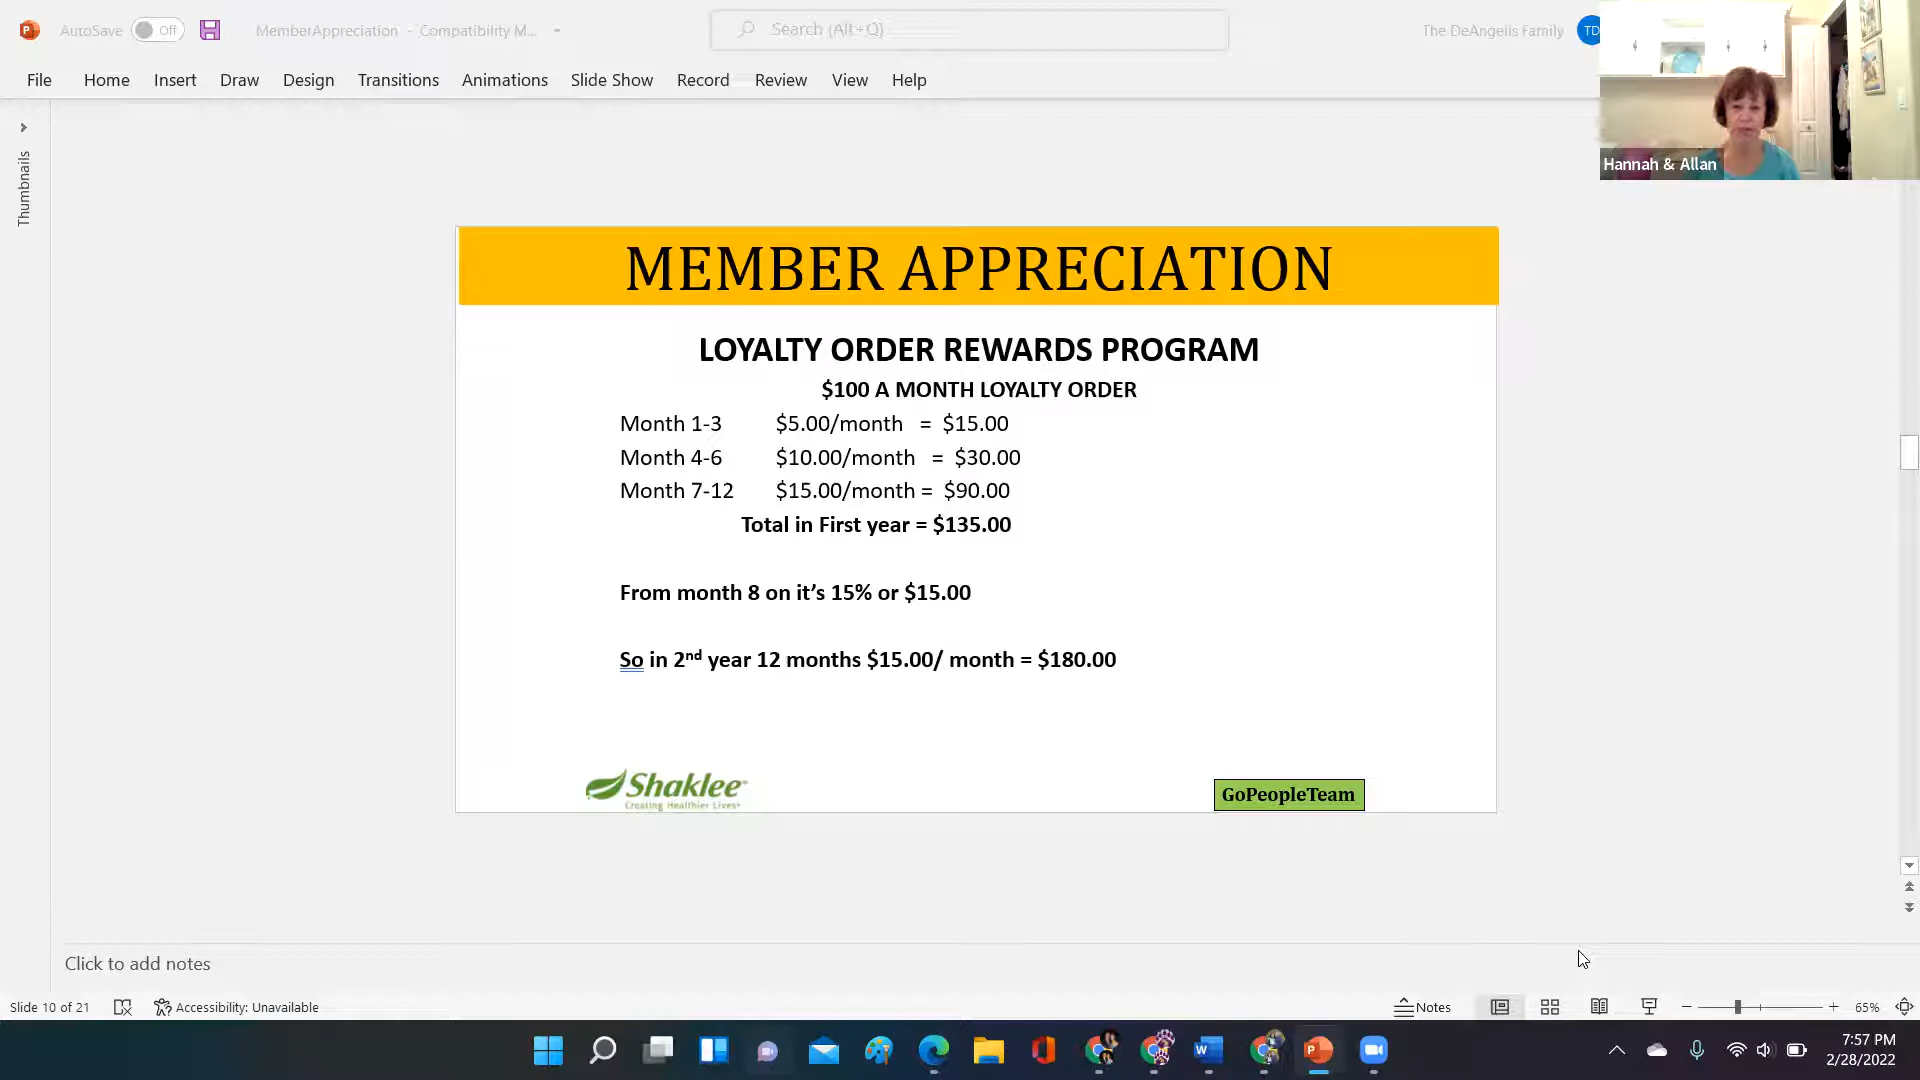 AutoSave
Off
MemberAppreciation - Compatibility M...
Search (Alt+Q)
The DeAngelis Family
TD
File Home Insert Draw Design Transitions Animations Slide Show Record Review View Help
Hannah & Allan
Thumbnails
MEMBER APPRECIATION
LOYALTY ORDER REWARDS PROGRAM
$100 A MONTH LOYALTY ORDER
Month 1-3 $5.00/month = $15.00
Month 4-6 $10.00/month = $30.00
Month 7-12 $15.00/month = $90.00
Total in First year = $135.00
From month 8 on it’s 15% or $15.00
So in 2nd year 12 months $15.00/ month = $180.00
Shaklee
Creating Healthier Lives
GoPeopleTeam
Click to add notes
Slide 10 of 21
Accessibility: Unavailable
Notes
65%
7:57 PM
2/28/2022